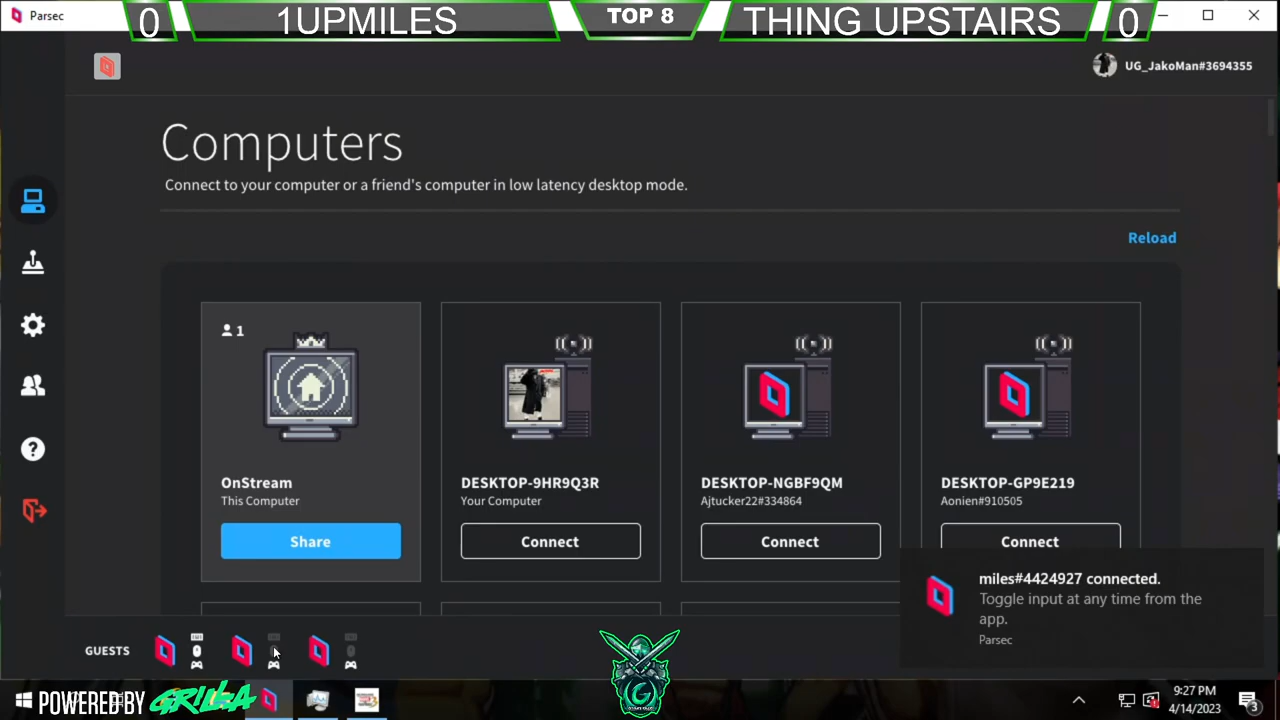 Parsec
0
1UPMILES
TOP 8
THING UPSTAIRS
0
UG_JakoMan#3694355
Computers
Connect to your computer or a friend's computer in low latency desktop mode.
Reload
1
OnStream
This Computer
Share
DESKTOP-9HR9Q3R
Your Computer
Connect
DESKTOP-NGBF9QM
Ajtucker22#334864
Connect
DESKTOP-GP9E219
Aonien#910505
Connect
miles#4424927 connected.
Toggle input at any time from the
app.
Parsec
GUESTS
POWERED BY GRILLA
9:27 PM
4/14/2023
3